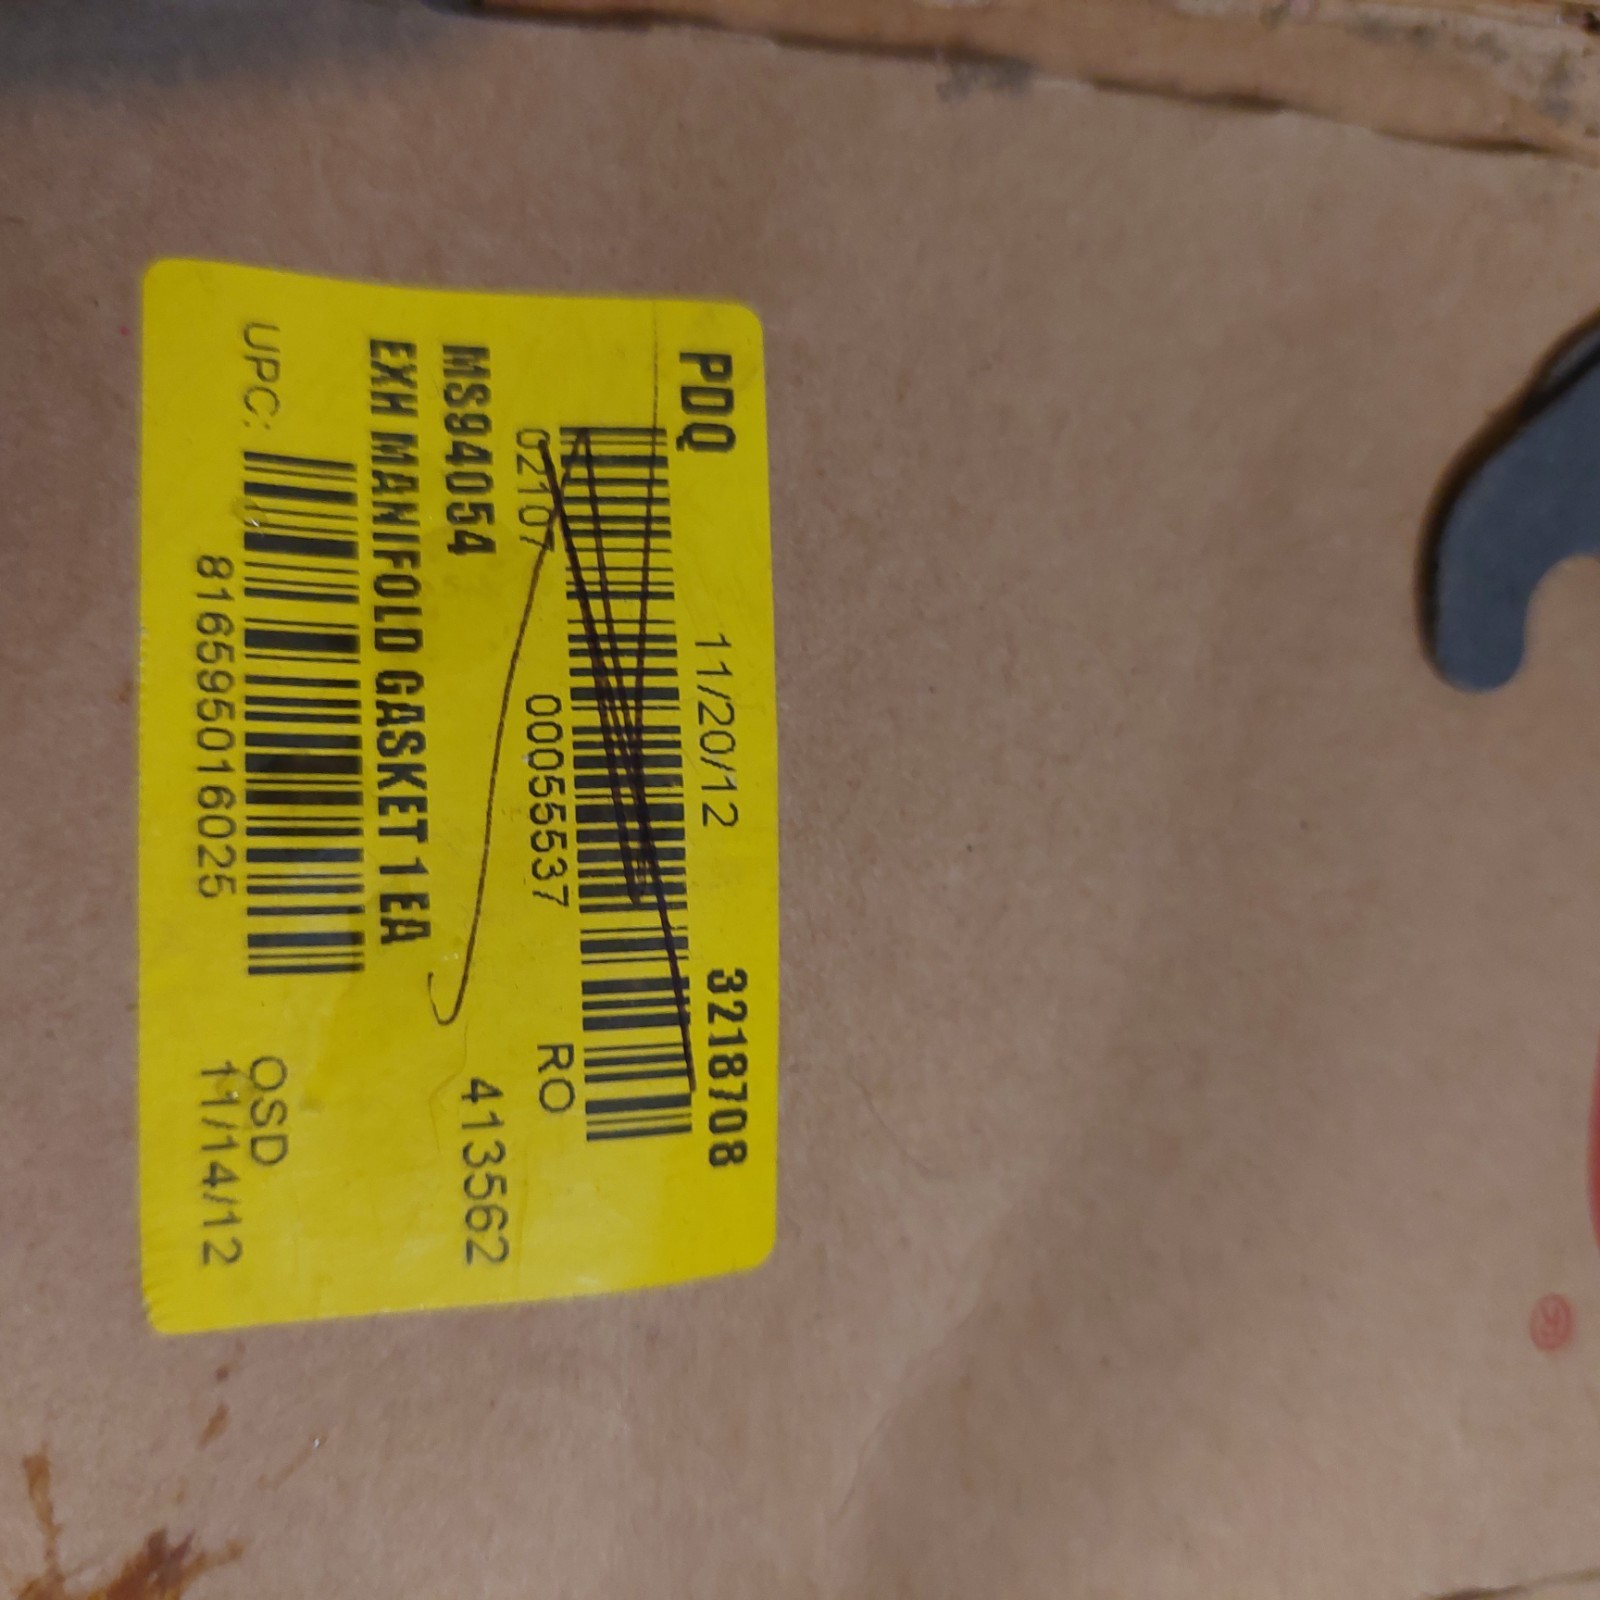 PDQ 11/20/12 3218708
02107 00055537 RO
MS94054 413562
EXH MANIFOLD GASKET 1 EA
UPC: QSD
816595016025 11/14/12